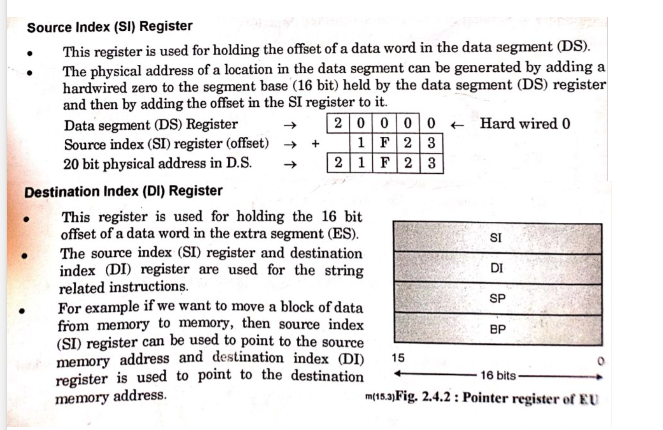 Source Index (SI) Register
• This register is used for holding the offset of a data word in the data segment (DS).
• The physical address of a location in the data segment can be generated by adding a
hardwired zero to the segment base (16 bit) held by the data segment (DS) register
and then by adding the offset in the SI register to it.
Data segment (DS) Register → 2 0 0 0 0 ← Hard wired 0
Source index (SI) register (offset) → + 1 F 2 3
20 bit physical address in D.S. → 2 1 F 2 3
Destination Index (DI) Register
• This register is used for holding the 16 bit
offset of a data word in the extra segment (ES).
• The source index (SI) register and destination
index (DI) register are used for the string
related instructions.
• For example if we want to move a block of data
from memory to memory, then source index
(SI) register can be used to point to the source
memory address and destination index (DI)
register is used to point to the destination
memory address.
SI
DI
SP
BP
15 0
16 bits
m(15.3)Fig. 2.4.2 : Pointer register of EU